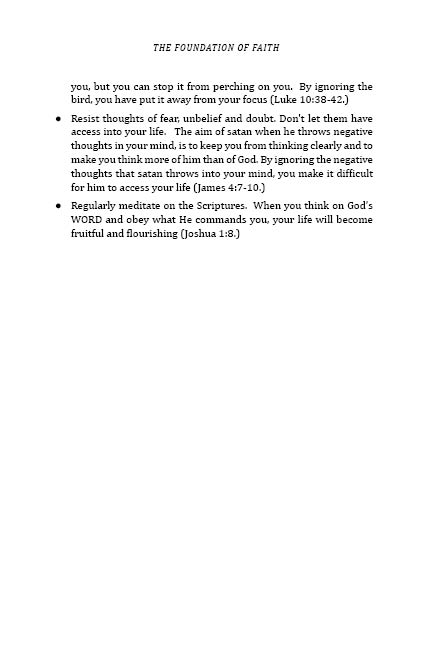 THE FOUNDATION OF FAITH
you, but you can stop it from perching on you.  By ignoring the
bird, you have put it away from your focus (Luke 10:38-42.)
● Resist thoughts of fear, unbelief and doubt. Don't let them have
access into your life.  The aim of satan when he throws negative
thoughts in your mind, is to keep you from thinking clearly and to
make you think more of him than of God. By ignoring the negative
thoughts that satan throws into your mind, you make it difficult
for him to access your life (James 4:7-10.)
● Regularly meditate on the Scriptures.  When you think on God's
WORD and obey what He commands you, your life will become
fruitful and flourishing (Joshua 1:8.)